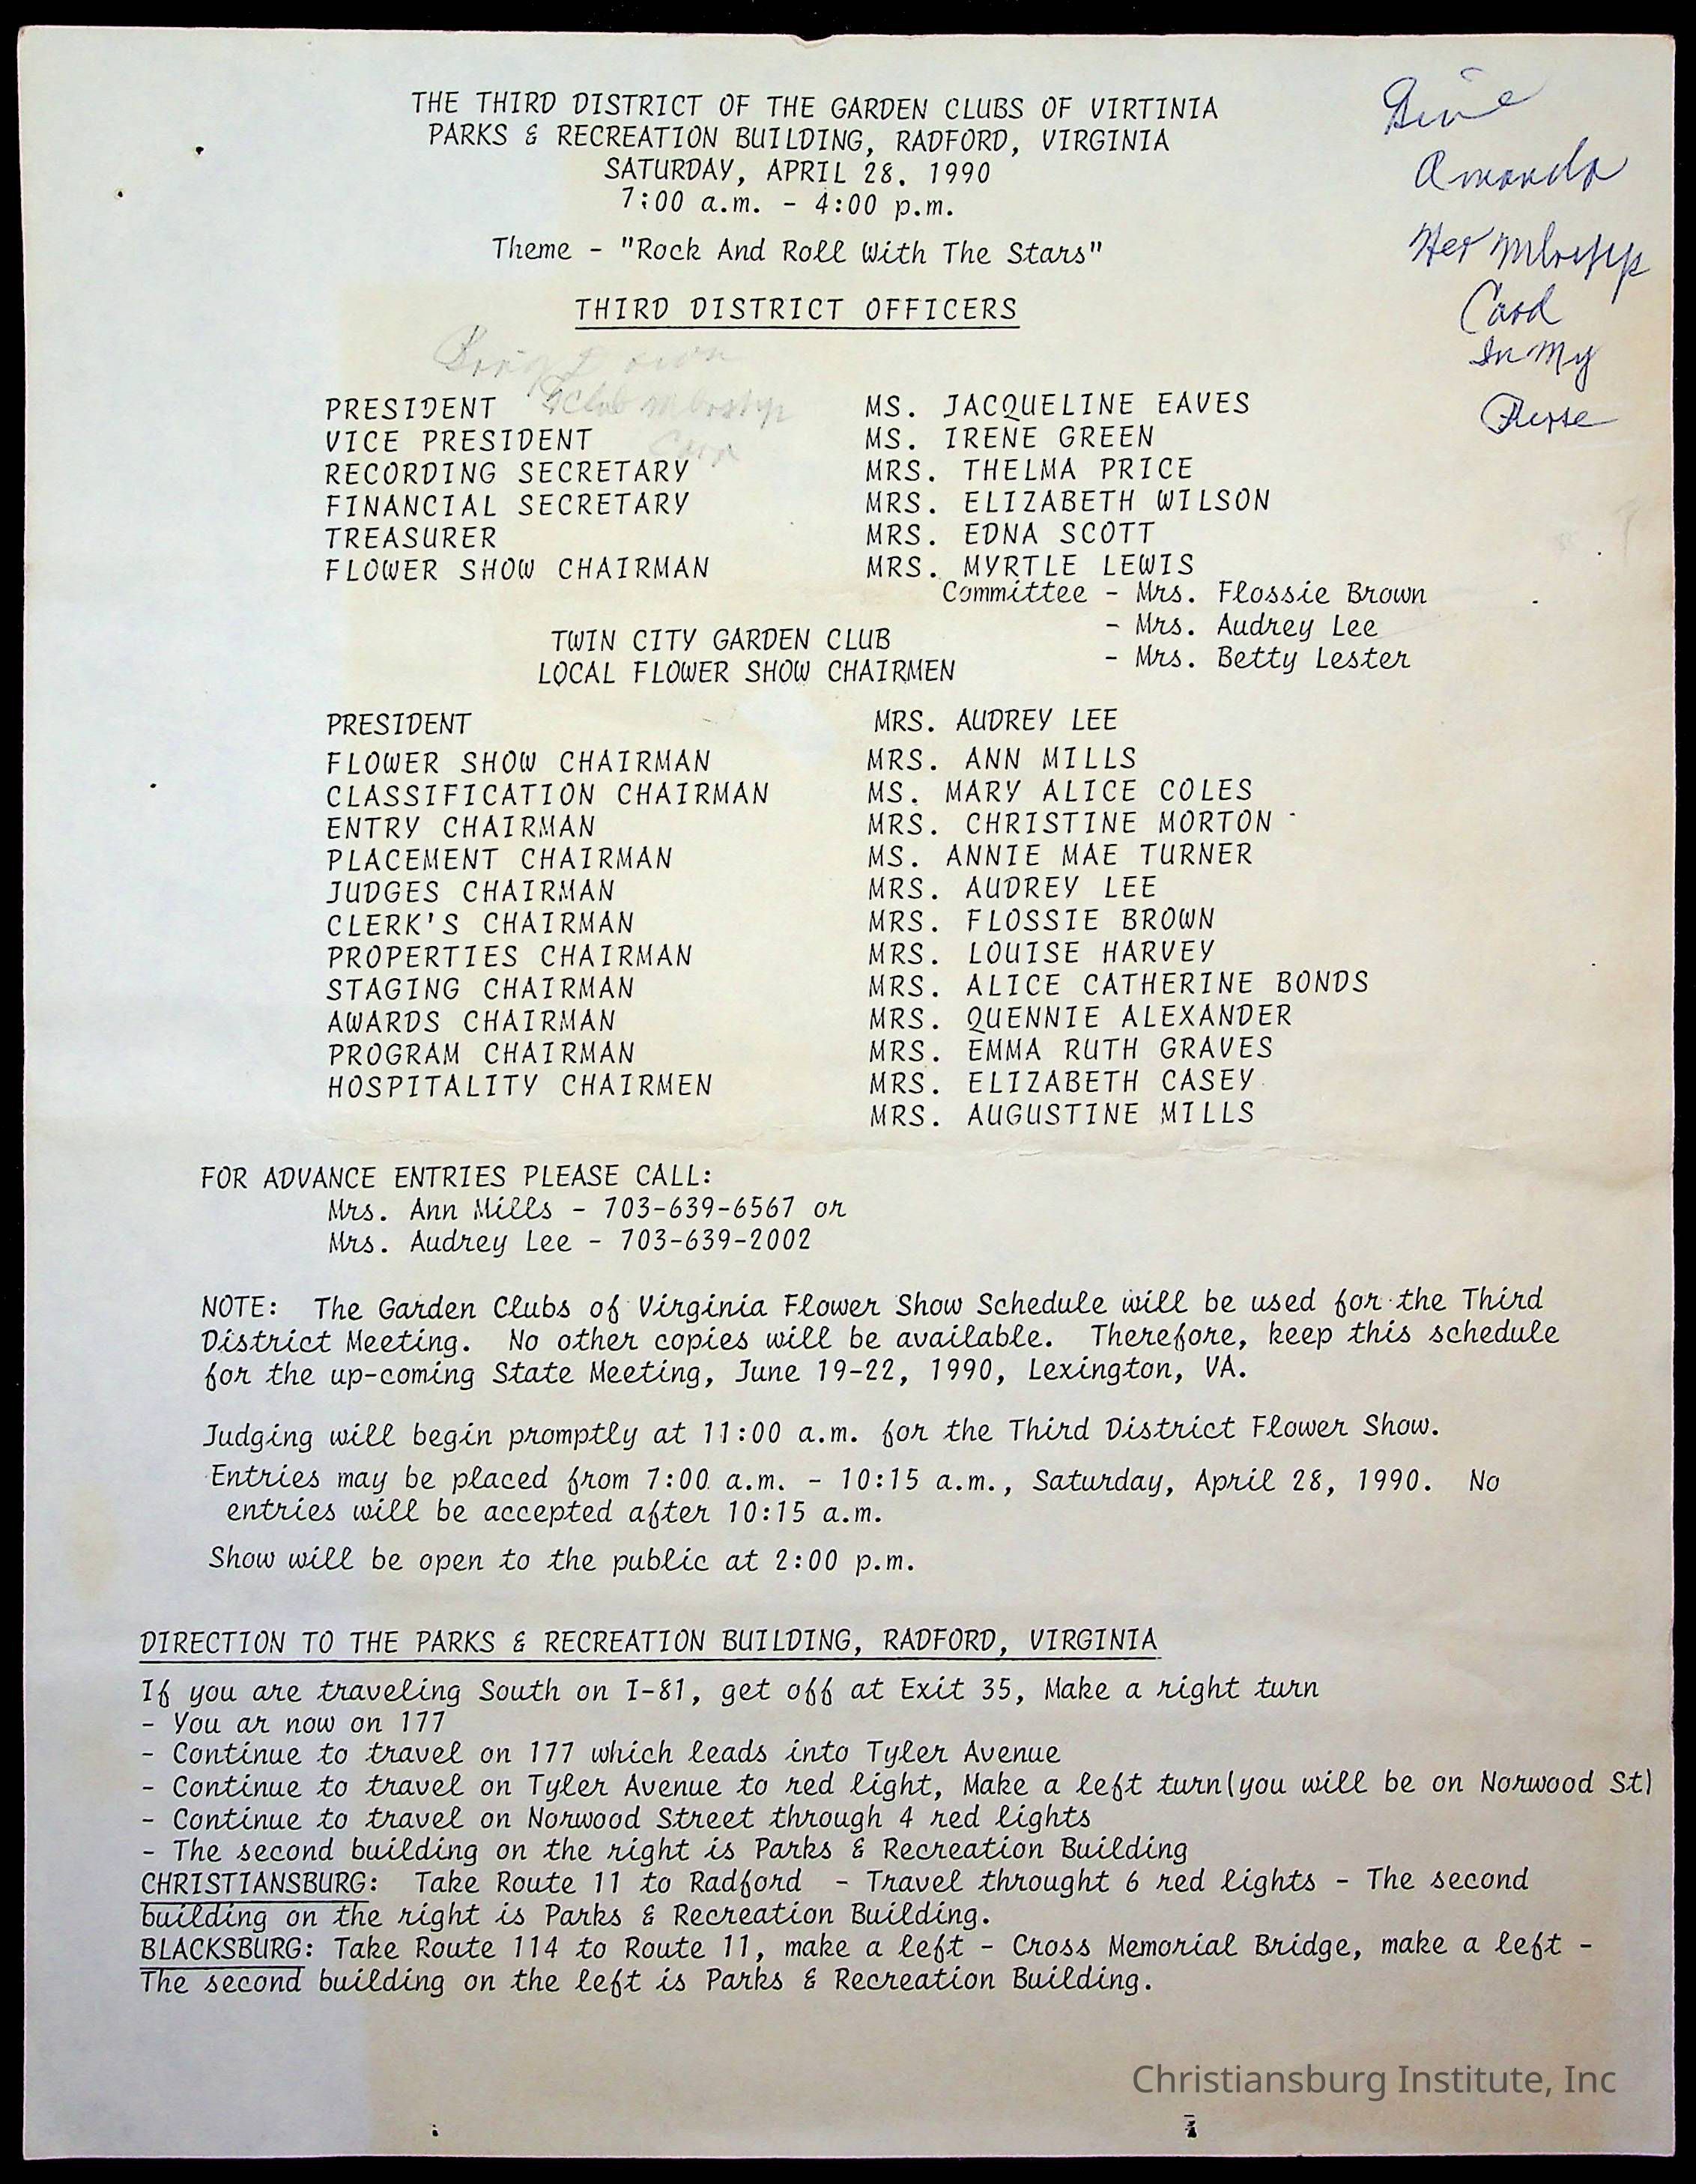 THE THIRD DISTRICT OF THE GARDEN CLUBS OF VIRTINIA
PARKS & RECREATION BUILDING, RADFORD, VIRGINIA
SATURDAY, APRIL 28. 1990
7:00 a.m. - 4:00 p.m.
Theme - "Rock And Roll With The Stars"
Give
Amanda
Her
Card
In My
Purse
THIRD DISTRICT OFFICERS
PRESIDENT MS. JACQUELINE EAVES
VICE PRESIDENT MS. IRENE GREEN
RECORDING SECRETARY MRS. THELMA PRICE
FINANCIAL SECRETARY MRS. ELIZABETH WILSON
TREASURER MRS. EDNA SCOTT
FLOWER SHOW CHAIRMAN MRS. MYRTLE LEWIS
Committee - Mrs. Flossie Brown
- Mrs. Audrey Lee
- Mrs. Betty Lester
TWIN CITY GARDEN CLUB
LOCAL FLOWER SHOW CHAIRMEN
PRESIDENT MRS. AUDREY LEE
FLOWER SHOW CHAIRMAN MRS. ANN MILLS
CLASSIFICATION CHAIRMAN MS. MARY ALICE COLES
ENTRY CHAIRMAN MRS. CHRISTINE MORTON
PLACEMENT CHAIRMAN MS. ANNIE MAE TURNER
JUDGES CHAIRMAN MRS. AUDREY LEE
CLERK'S CHAIRMAN MRS. FLOSSIE BROWN
PROPERTIES CHAIRMAN MRS. LOUISE HARVEY
STAGING CHAIRMAN MRS. ALICE CATHERINE BONDS
AWARDS CHAIRMAN MRS. QUENNIE ALEXANDER
PROGRAM CHAIRMAN MRS. EMMA RUTH GRAVES
HOSPITALITY CHAIRMEN MRS. ELIZABETH CASEY
MRS. AUGUSTINE MILLS
FOR ADVANCE ENTRIES PLEASE CALL:
Mrs. Ann Mills - 703-639-6567 or
Mrs. Audrey Lee - 703-639-2002
NOTE: The Garden Clubs of Virginia Flower Show Schedule will be used for the Third
District Meeting. No other copies will be available. Therefore, keep this schedule
for the up-coming State Meeting, June 19-22, 1990, Lexington, VA.
Judging will begin promptly at 11:00 a.m. for the Third District Flower Show.
Entries may be placed from 7:00 a.m. - 10:15 a.m., Saturday, April 28, 1990. No
entries will be accepted after 10:15 a.m.
Show will be open to the public at 2:00 p.m.
DIRECTION TO THE PARKS & RECREATION BUILDING, RADFORD, VIRGINIA
If you are traveling South on I-81, get off at Exit 35, Make a right turn
- You ar now on 177
- Continue to travel on 177 which leads into Tyler Avenue
- Continue to travel on Tyler Avenue to red light, Make a left turn(you will be on Norwood St)
- Continue to travel on Norwood Street through 4 red lights
- The second building on the right is Parks & Recreation Building
CHRISTIANSBURG: Take Route 11 to Radford - Travel throught 6 red lights - The second
building on the right is Parks & Recreation Building.
BLACKSBURG: Take Route 114 to Route 11, make a left - Cross Memorial Bridge, make a left -
The second building on the left is Parks & Recreation Building.
Christiansburg Institute, Inc